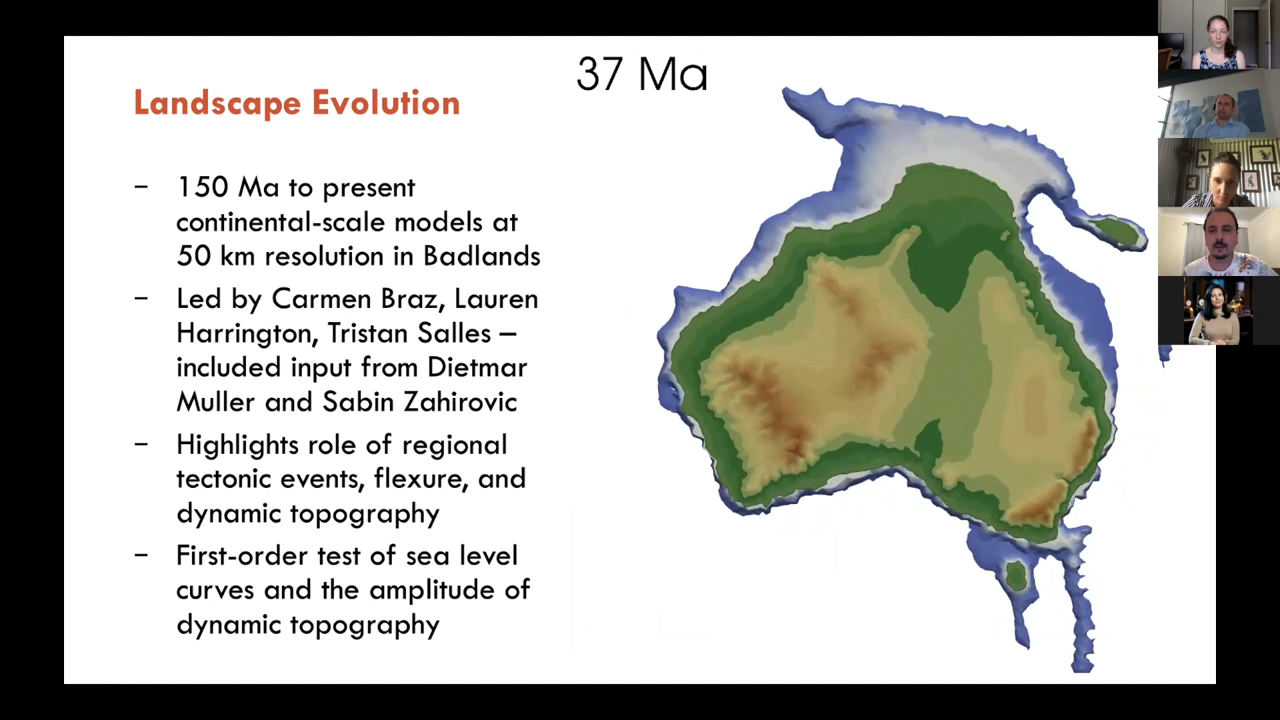 37 Ma
Landscape Evolution
– 150 Ma to present
continental-scale models at
50 km resolution in Badlands
– Led by Carmen Braz, Lauren
Harrington, Tristan Salles –
included input from Dietmar
Muller and Sabin Zahirovic
– Highlights role of regional
tectonic events, flexure, and
dynamic topography
– First-order test of sea level
curves and the amplitude of
dynamic topography